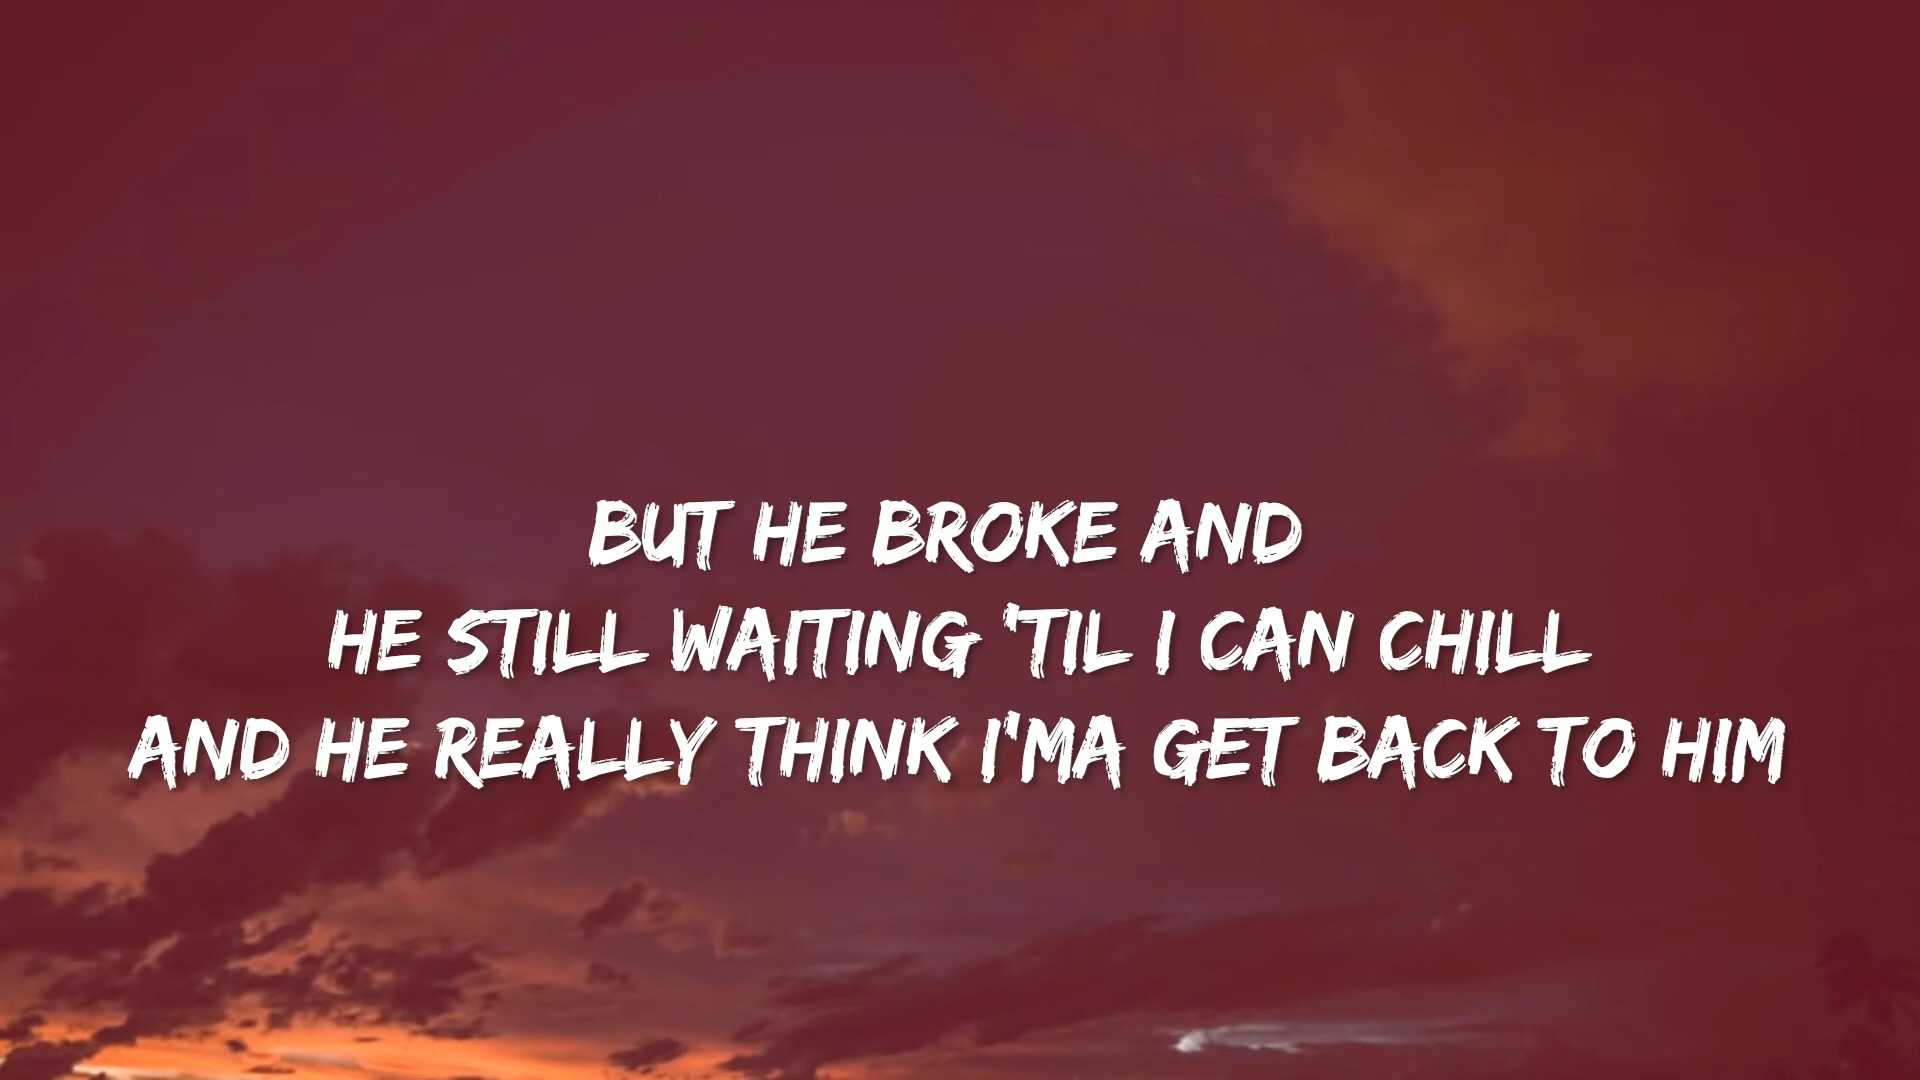 BUT HE BROKE AND
HE STILL WAITING 'TIL I CAN CHILL
AND HE REALLY THINK I'MA GET BACK TO HIM